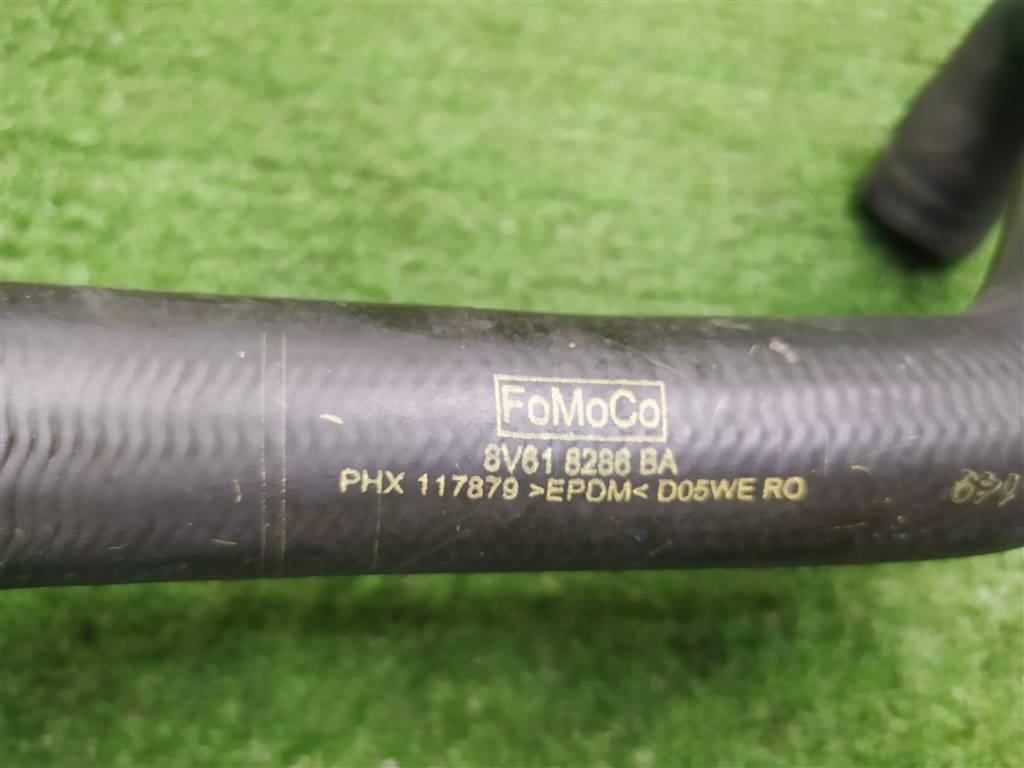 FoMoCo
8V61 8286 BA
PHX 117879 >EPDM< D05WE RO